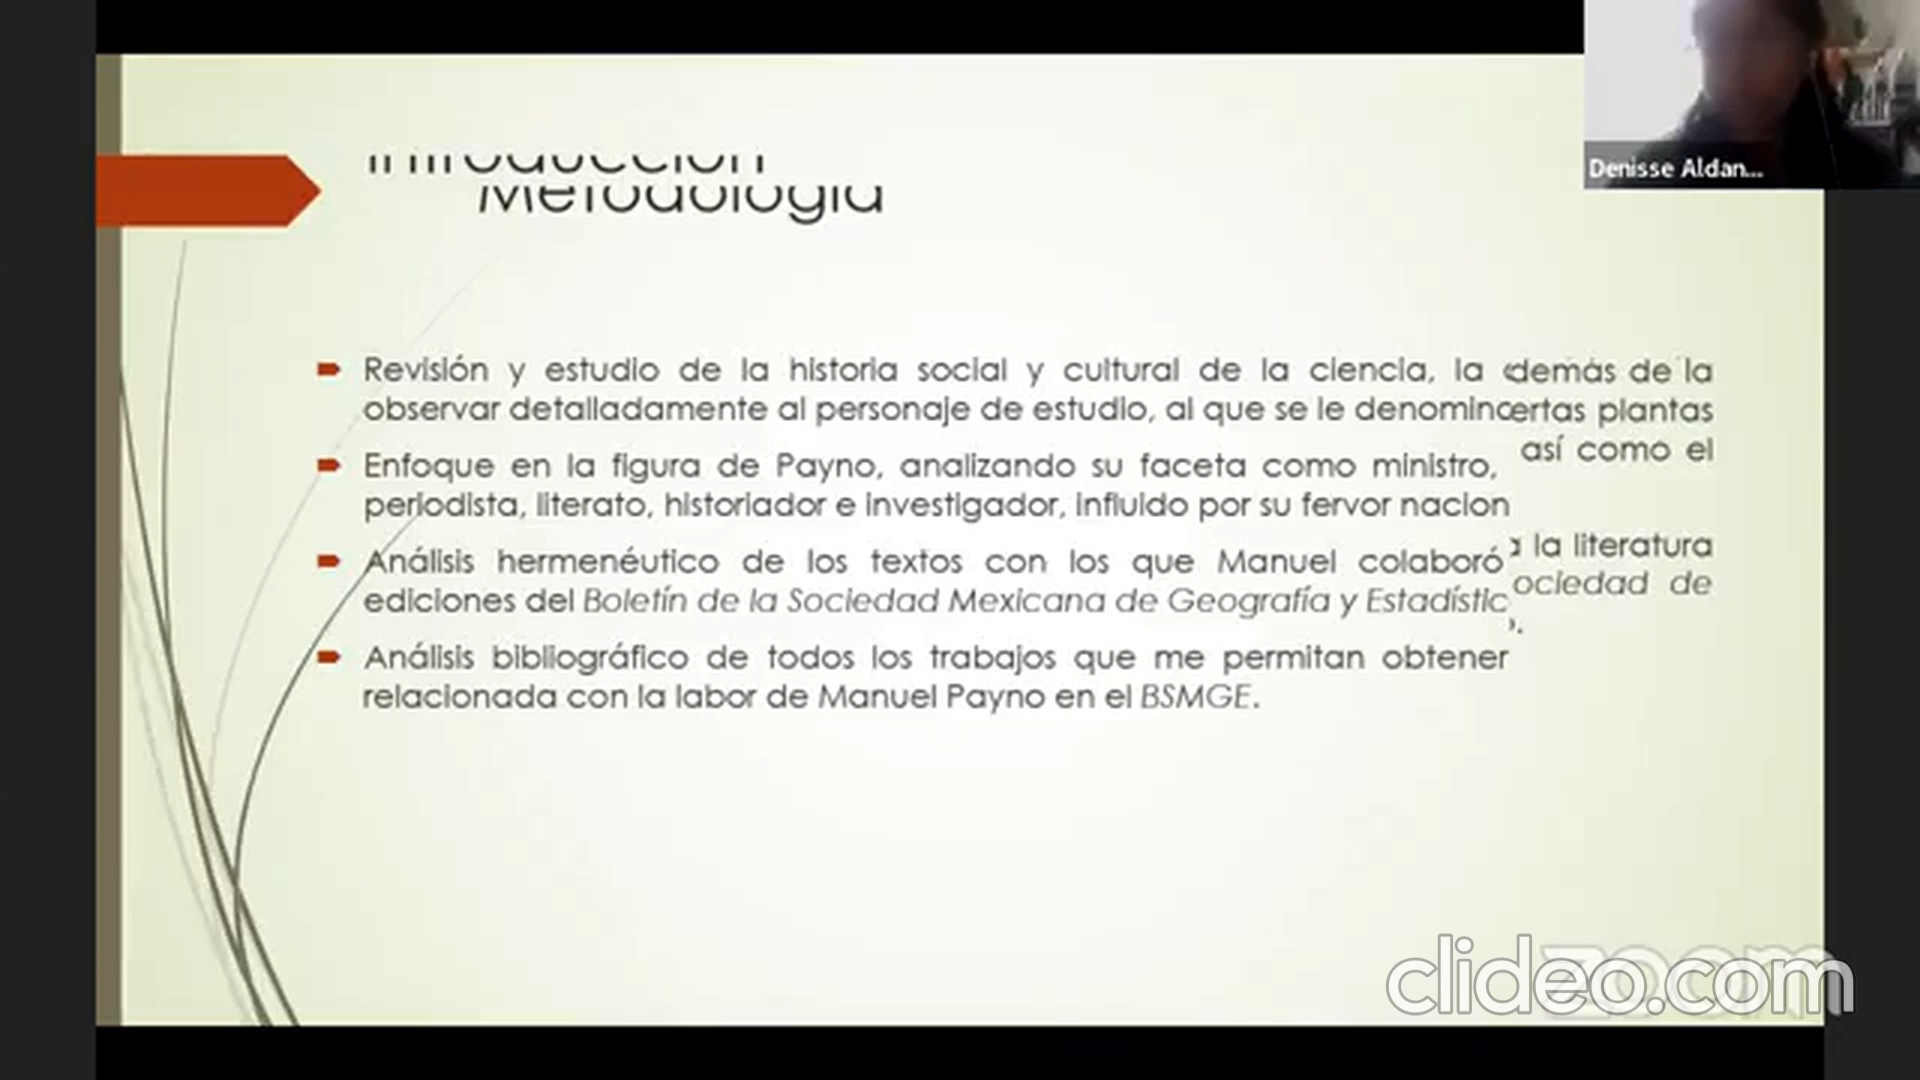 Introducción
Metodología
Denisse Aldan...
Revisión y estudio de la historia social y cultural de la ciencia, la demás de la
observar detalladamente al personaje de estudio, al que se le denomin ertas plantas
así como el
Enfoque en la figura de Payno, analizando su faceta como ministro,
periodista, literato, historiador e investigador, influido por su fervor nacion
Análisis hermenéutico de los textos con los que Manuel colaboró la literatura
ediciones del Boletín de la Sociedad Mexicana de Geografía y Estadístic ociedad de
Análisis bibliográfico de todos los trabajos que me permitan obtener
relacionada con la labor de Manuel Payno en el BSMGE.
clideo.com
zoom